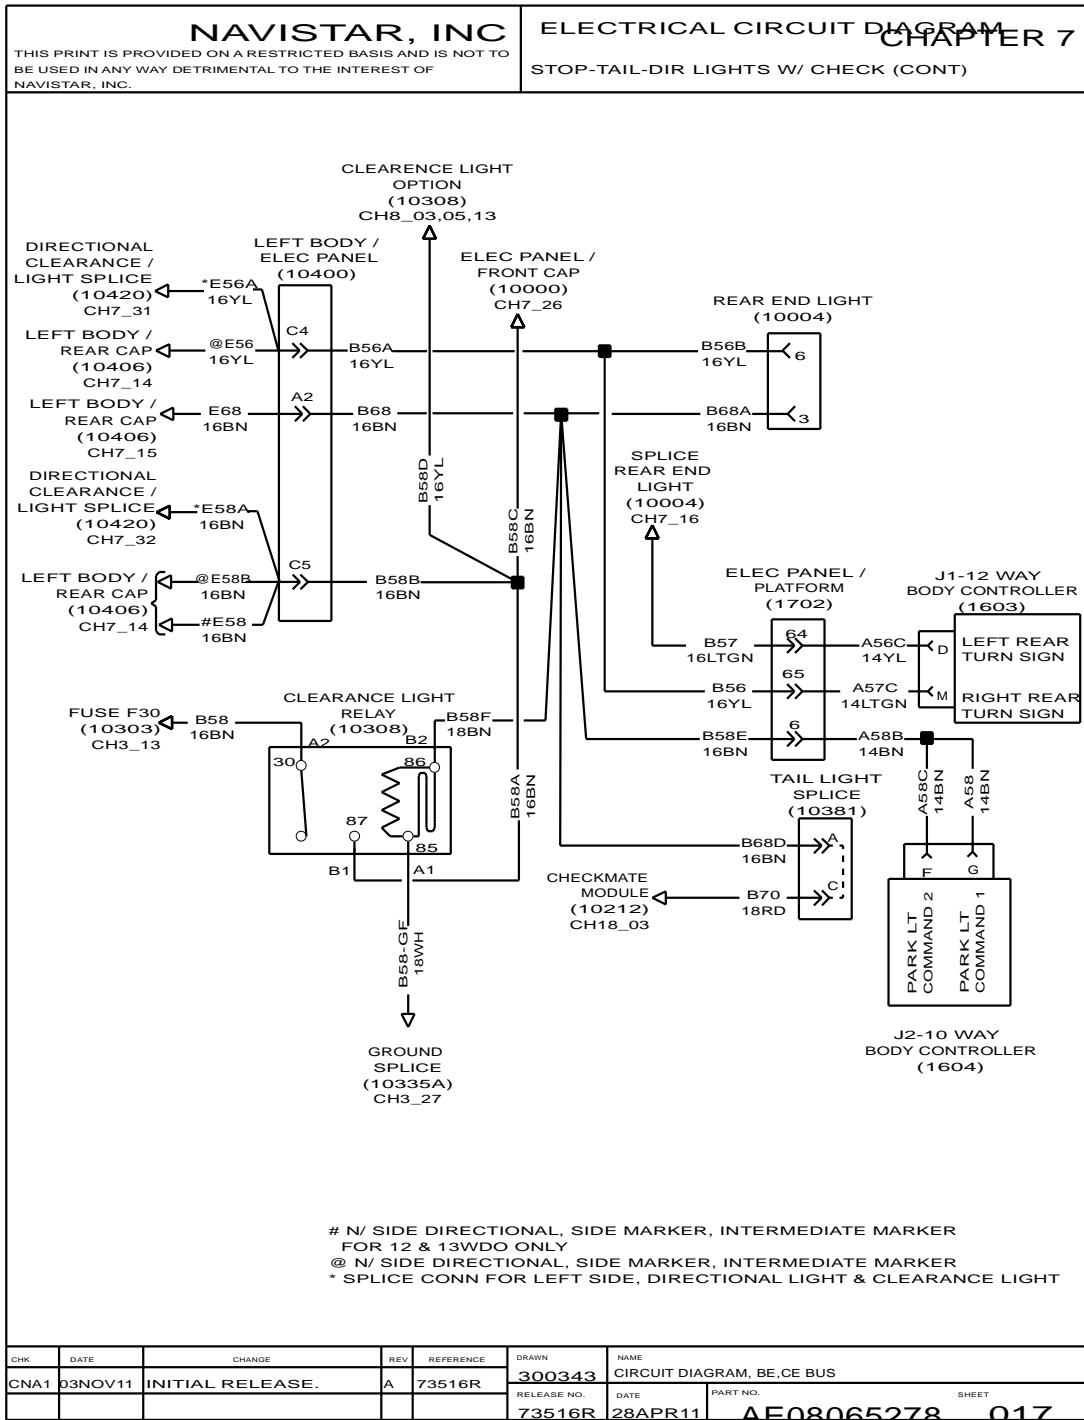 NAVISTAR, INC
THIS PRINT IS PROVIDED ON A RESTRICTED BASIS AND IS NOT TO
BE USED IN ANY WAY DETRIMENTAL TO THE INTEREST OF
NAVISTAR, INC.
ELECTRICAL CIRCUIT DIAGRAM
CHAPTER 7
STOP-TAIL-DIR LIGHTS W/ CHECK (CONT)
CLEARENCE LIGHT
OPTION
(10308)
CH8_03,05,13
DIRECTIONAL
CLEARANCE /
LIGHT SPLICE
(10420)
CH7_31
*E56A
16YL
LEFT BODY /
ELEC PANEL
(10400)
ELEC PANEL /
FRONT CAP
(10000)
CH7_26
REAR END LIGHT
(10004)
LEFT BODY /
REAR CAP
(10406)
CH7_14
@E56
16YL
C4
B56A
16YL
B56B
16YL
6
LEFT BODY /
REAR CAP
(10406)
CH7_15
E68
16BN
A2
B68
16BN
B68A
16BN
3
B58D
16YL
B58C
16BN
SPLICE
REAR END
LIGHT
(10004)
CH7_16
DIRECTIONAL
CLEARANCE /
LIGHT SPLICE
(10420)
CH7_32
*E58A
16BN
LEFT BODY /
REAR CAP
(10406)
CH7_14
@E58B
16BN
#E58
16BN
C5
B58B
16BN
ELEC PANEL /
PLATFORM
(1702)
J1-12 WAY
BODY CONTROLLER
(1603)
B57
16LTGN
64
A56C
14YL
D
LEFT REAR
TURN SIGN
B56
16YL
65
A57C
14LTGN
M
RIGHT REAR
TURN SIGN
B58E
16BN
6
A58B
14BN
FUSE F30
(10303)
CH3_13
B58
16BN
CLEARANCE LIGHT
RELAY
(10308)
A2
B2
B58F
18BN
30
86
87
85
B1
A1
B58A
16BN
A58C
14BN
A58
14BN
TAIL LIGHT
SPLICE
(10381)
B68D
16BN
A
CHECKMATE
MODULE
(10212)
CH18_03
B70
18RD
C
F
G
PARK LT
COMMAND 2
PARK LT
COMMAND 1
J2-10 WAY
BODY CONTROLLER
(1604)
B58-GF
18WH
GROUND
SPLICE
(10335A)
CH3_27
# N/ SIDE DIRECTIONAL, SIDE MARKER, INTERMEDIATE MARKER
FOR 12 & 13WDO ONLY
@ N/ SIDE DIRECTIONAL, SIDE MARKER, INTERMEDIATE MARKER
* SPLICE CONN FOR LEFT SIDE, DIRECTIONAL LIGHT & CLEARANCE LIGHT
CHK DATE CHANGE REV REFERENCE
CNA1 03NOV11 INITIAL RELEASE. A 73516R
DRAWN
300343
NAME
CIRCUIT DIAGRAM, BE,CE BUS
RELEASE NO.
73516R
DATE
28APR11
PART NO.
AE08065278
SHEET
017